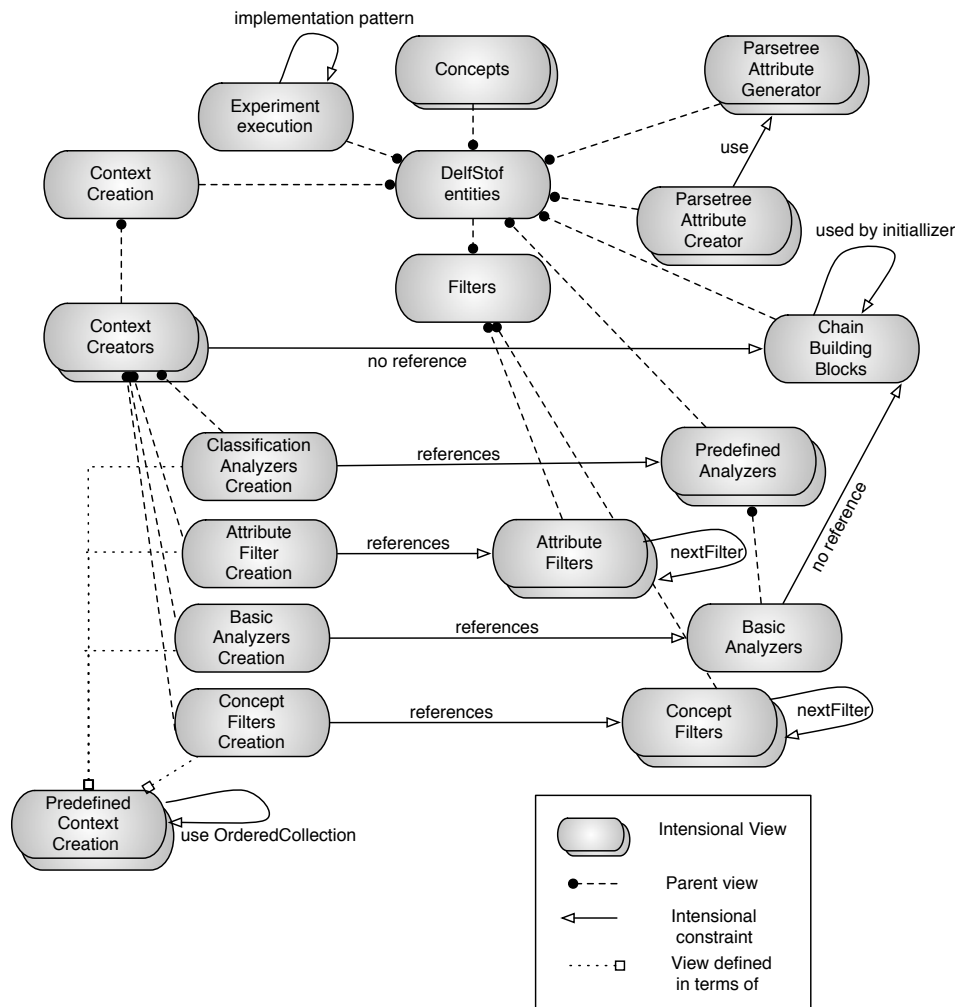 implementation pattern
Concepts
Parsetree
Attribute
Generator
Experiment
execution
use
Context
Creation
DelfStof
entities
Parsetree
Attribute
Creator
used by initiallizer
Filters
Context
Creators
no reference
Chain
Building
Blocks
Classification
Analyzers
Creation
references
Predefined
Analyzers
no reference
Attribute
Filter
Creation
references
Attribute
Filters
nextFilter
Basic
Analyzers
Creation
references
Basic
Analyzers
Concept
Filters
Creation
references
Concept
Filters
nextFilter
Predefined
Context
Creation
use OrderedCollection
Intensional View
Parent view
Intensional
constraint
View defined
in terms of